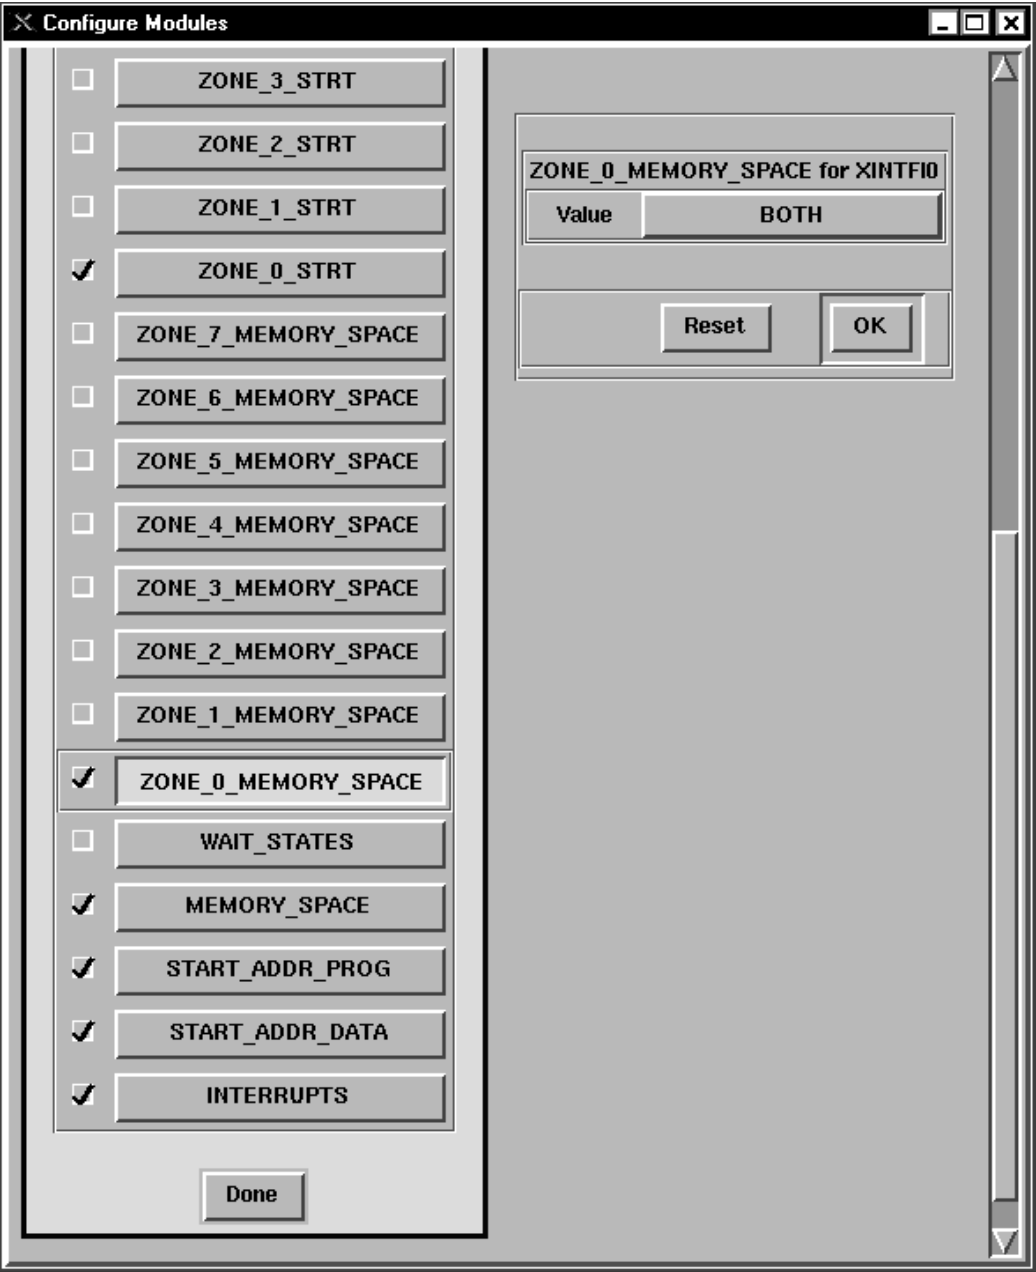 Configure Modules
ZONE_3_STRT
ZONE_2_STRT
ZONE_1_STRT
ZONE_0_STRT
ZONE_7_MEMORY_SPACE
ZONE_6_MEMORY_SPACE
ZONE_5_MEMORY_SPACE
ZONE_4_MEMORY_SPACE
ZONE_3_MEMORY_SPACE
ZONE_2_MEMORY_SPACE
ZONE_1_MEMORY_SPACE
ZONE_0_MEMORY_SPACE
WAIT_STATES
MEMORY_SPACE
START_ADDR_PROG
START_ADDR_DATA
INTERRUPTS
Done
ZONE_0_MEMORY_SPACE for XINTFI0
Value BOTH
Reset OK